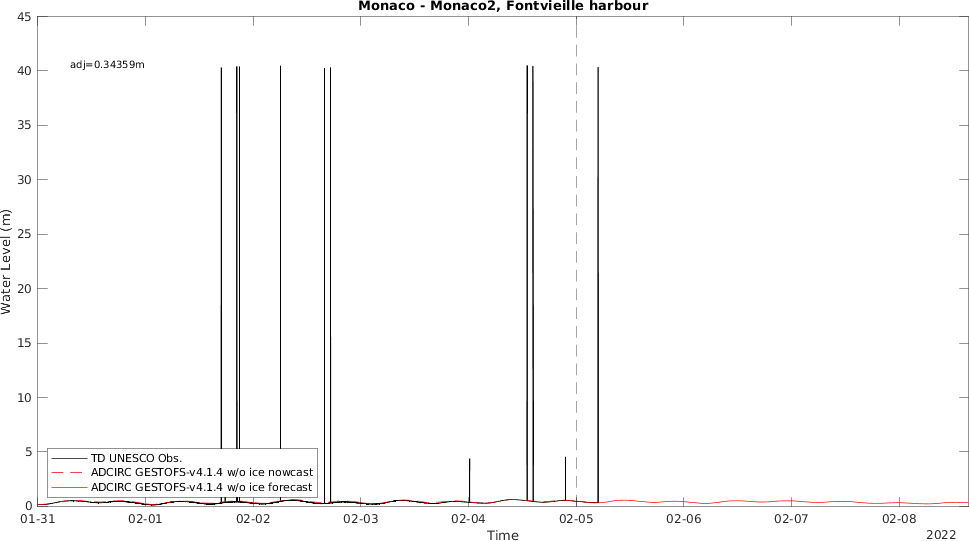 Monaco - Monaco2, Fontvieille harbour
adj=0.34359m
45
40
35
30
25
20
15
10
5
0
Water Level (m)
TD UNESCO Obs.
ADCIRC GESTOFS-v4.1.4 w/o ice nowcast
ADCIRC GESTOFS-v4.1.4 w/o ice forecast
01-31 02-01 02-02 02-03 02-04 02-05 02-06 02-07 02-08
Time
2022